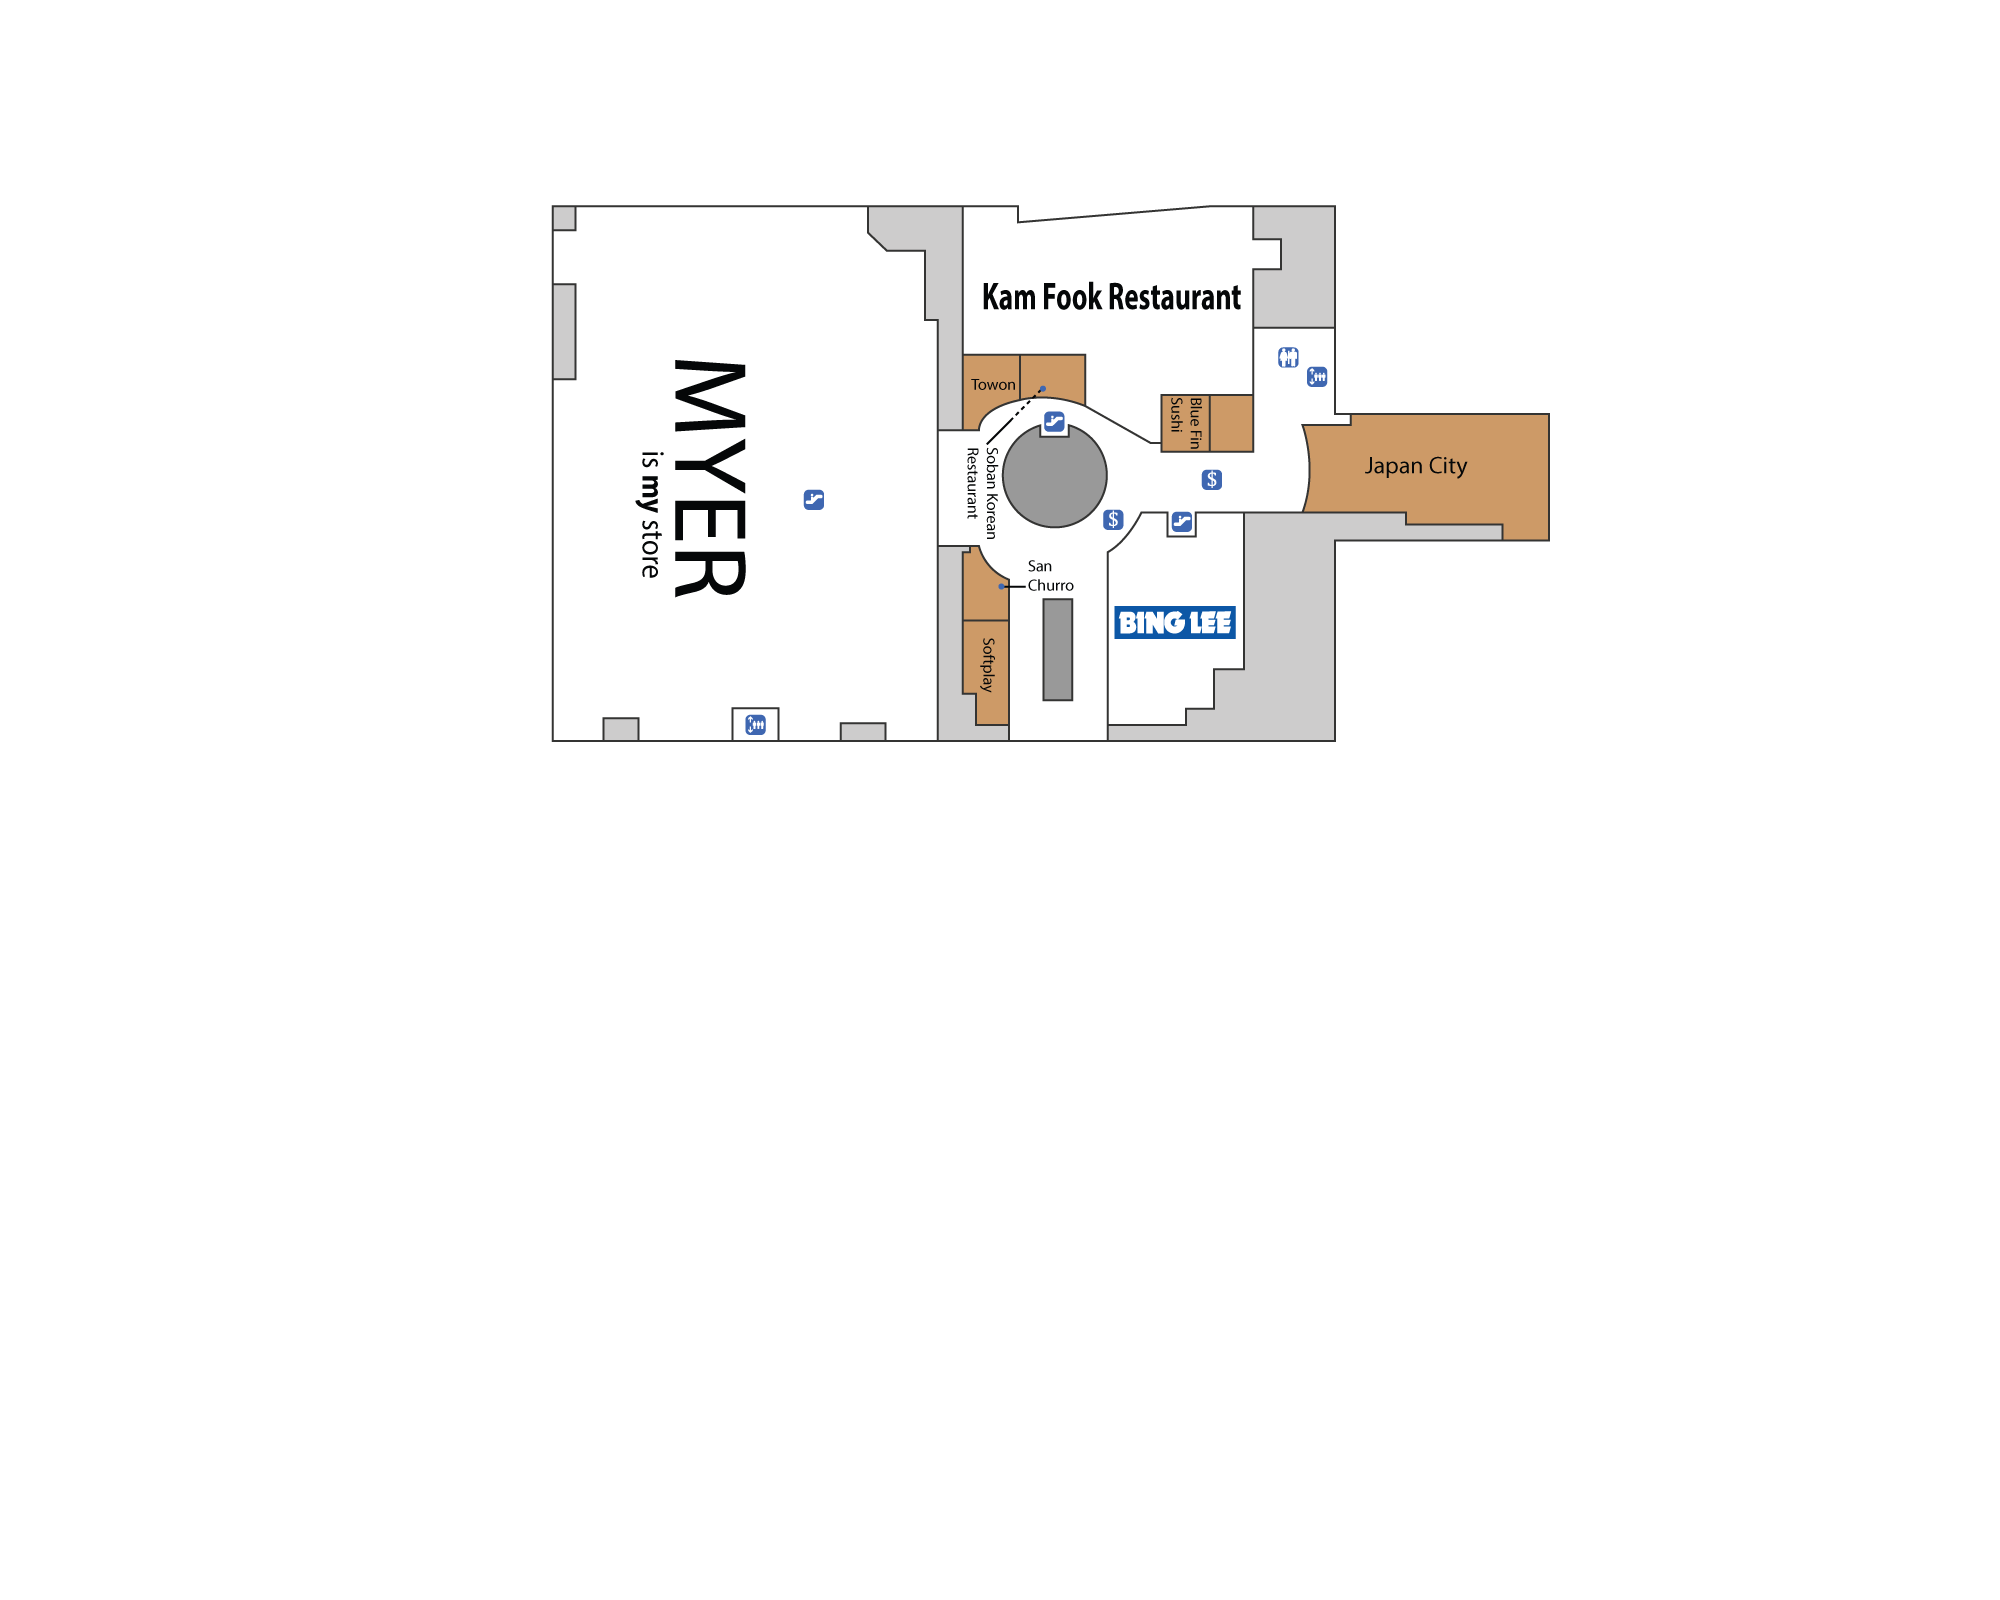 Kam Fook Restaurant
Towon
Blue Fin
Sushi
MYER
is my store
Soban Korean
Restaurant
Japan City
$
$
San
Churro
BING LEE
Softplay